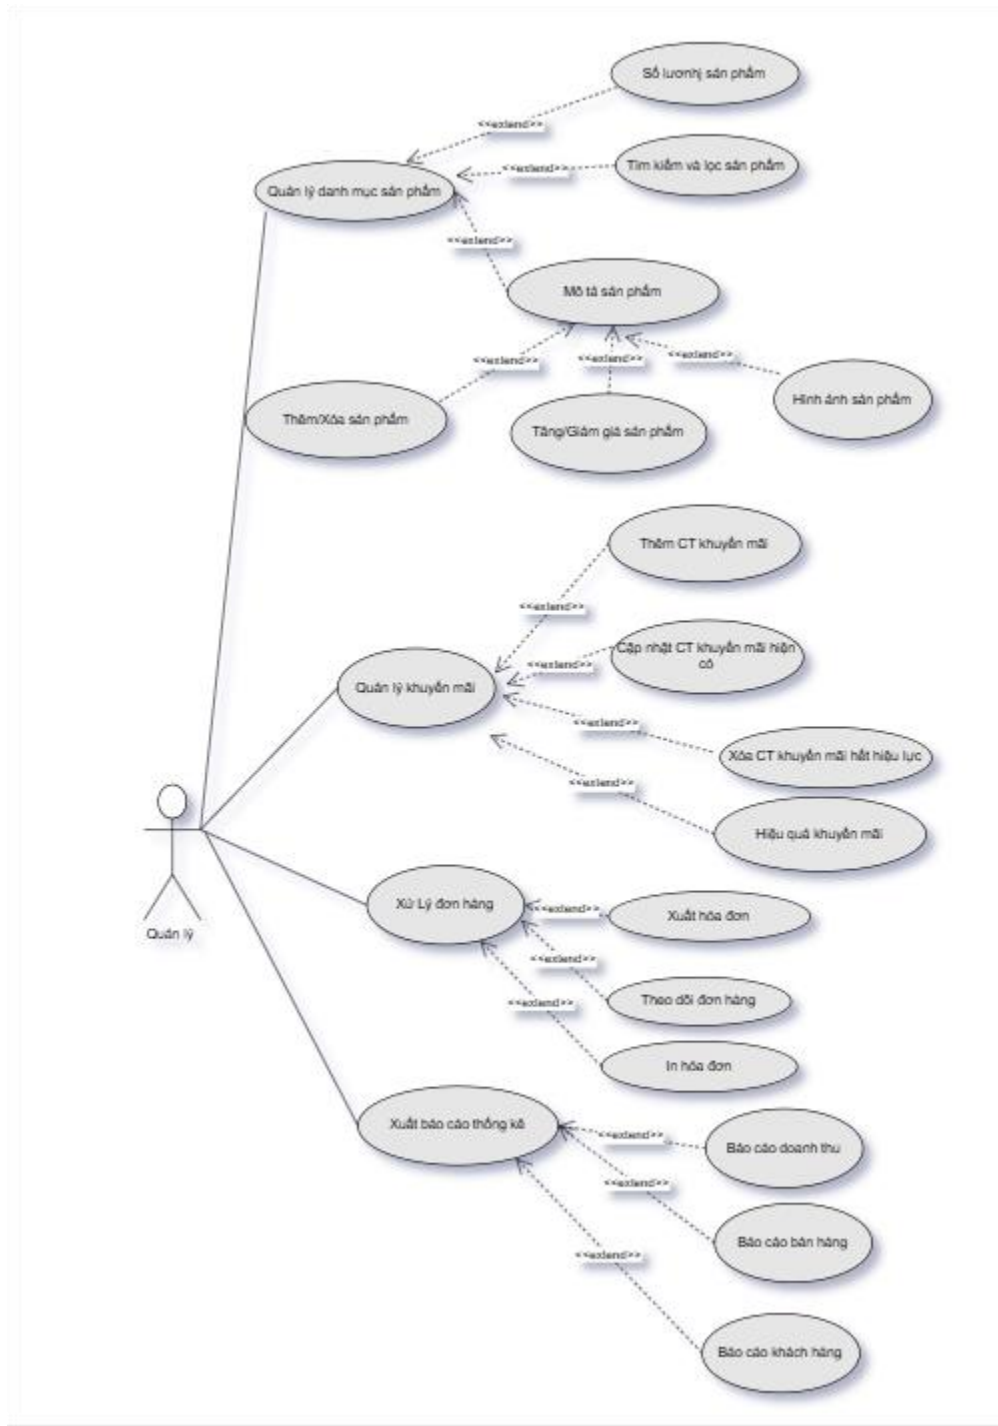 Số lươnhị sản phẩm
<<extend>>
Tìm kiếm và lọc sản phẩm
<<extend>>
Quản lý danh mục sản phẩm
<<extend>>
Mô tả sản phẩm
<<extend>>
<<extend>>
<<extend>>
Thêm/Xóa sản phẩm
Tăng/Giảm giá sản phẩm
Hình ảnh sản phẩm
Thêm CT khuyến mãi
<<extend>>
Cập nhật CT khuyến mãi hiện
có
<<extend>>
Quản lý khuyến mãi
<<extend>>
Xóa CT khuyến mãi hết hiệu lực
<<extend>>
Hiệu quả khuyến mãi
Quản lý
Xử Lý đơn hàng
<<extend>>
Xuất hóa đơn
<<extend>>
Theo dõi đơn hàng
<<extend>>
In hóa đơn
Xuất báo cáo thống kê
<<extend>>
Báo cáo doanh thu
<<extend>>
Báo cáo bán hàng
<<extend>>
Báo cáo khách hàng